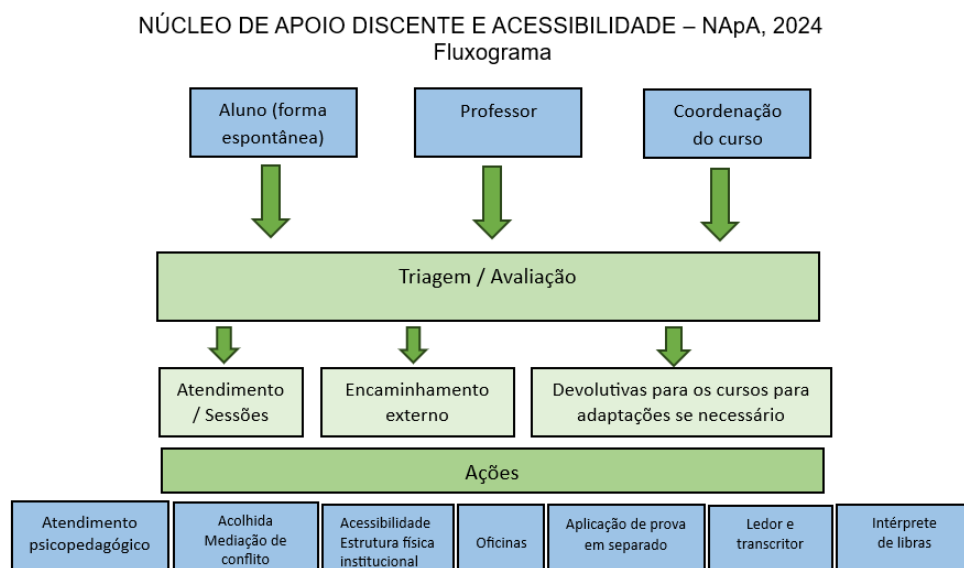 NÚCLEO DE APOIO DISCENTE E ACESSIBILIDADE – NApA, 2024
Fluxograma
Aluno (forma
espontânea)
Professor
Coordenação
do curso
Triagem / Avaliação
Atendimento
/ Sessões
Encaminhamento
externo
Devolutivas para os cursos para
adaptações se necessário
Ações
Atendimento
psicopedagógico
Acolhida
Mediação de
conflito
Acessibilidade
Estrutura física
institucional
Oficinas
Aplicação de prova
em separado
Ledor e
transcritor
Intérprete
de libras